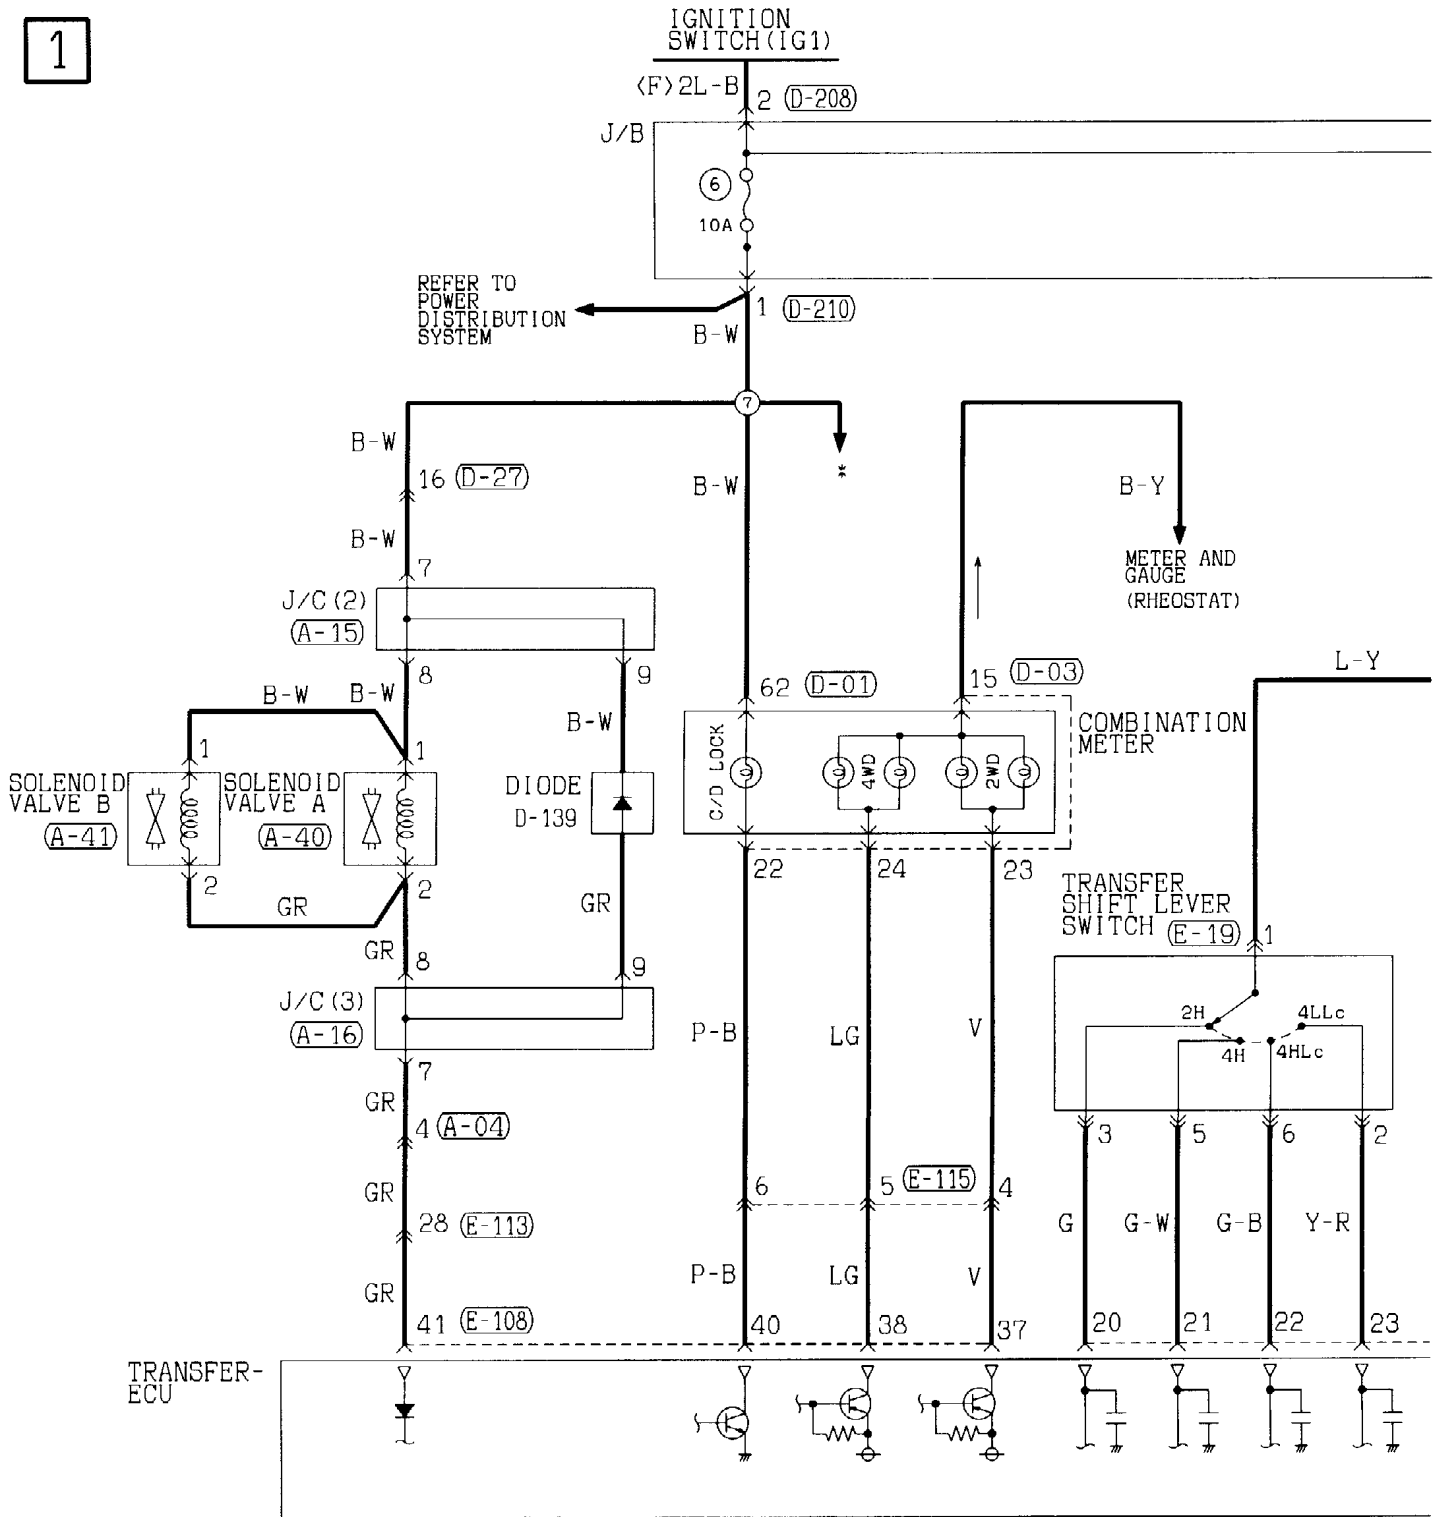 1
IGNITION
SWITCH(IG1)
<F>2L-B
2 (D-208)
J/B
6
10A
REFER TO
POWER
DISTRIBUTION
SYSTEM
1 (D-210)
B-W
7
B-W
16 (D-27)
B-W
*
B-Y
B-W
7
METER AND
GAUGE
(RHEOSTAT)
J/C(2)
(A-15)
8
9
62 (D-01)
15 (D-03)
L-Y
B-W
B-W
B-W
COMBINATION
METER
1
1
C/D LOCK
4WD
2WD
SOLENOID
VALVE B
(A-41)
SOLENOID
VALVE A
(A-40)
DIODE
D-139
2
2
22
24
23
GR
GR
GR
TRANSFER
SHIFT LEVER
SWITCH (E-19)
1
8
9
J/C(3)
(A-16)
P-B
LG
V
2H
4H
4HLc
4LLc
7
GR
4 (A-04)
3
5
6
2
GR
6
5 (E-115)
4
28 (E-113)
G
G-W
G-B
Y-R
GR
P-B
LG
V
41 (E-108)
40
38
37
20
21
22
23
TRANSFER-
ECU